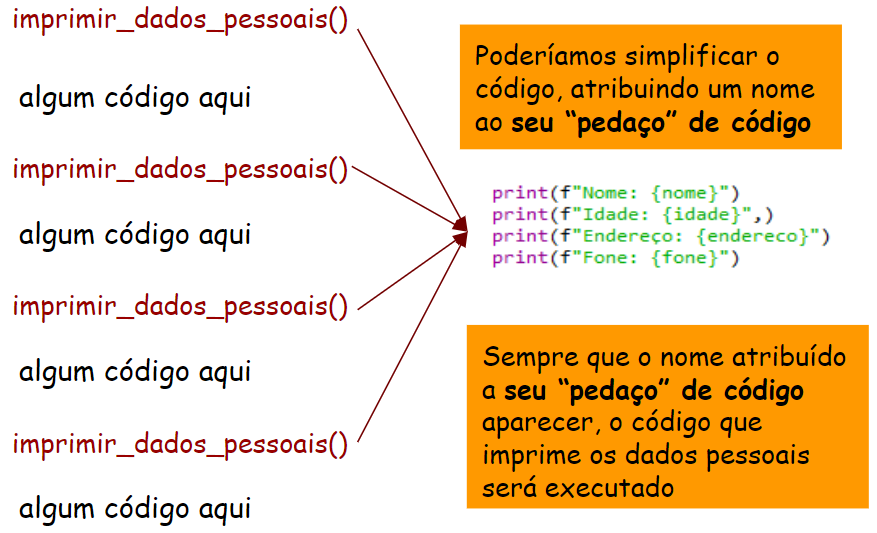 imprimir_dados_pessoais()
algum código aqui
imprimir_dados_pessoais()
algum código aqui
imprimir_dados_pessoais()
algum código aqui
imprimir_dados_pessoais()
algum código aqui
Poderíamos simplificar o
código, atribuindo um nome
ao seu “pedaço” de código
print(f"Nome: {nome}")
print(f"Idade: {idade}",)
print(f"Endereço: {endereco}")
print(f"Fone: {fone}")
Sempre que o nome atribuído
a seu “pedaço” de código
aparecer, o código que
imprime os dados pessoais
será executado